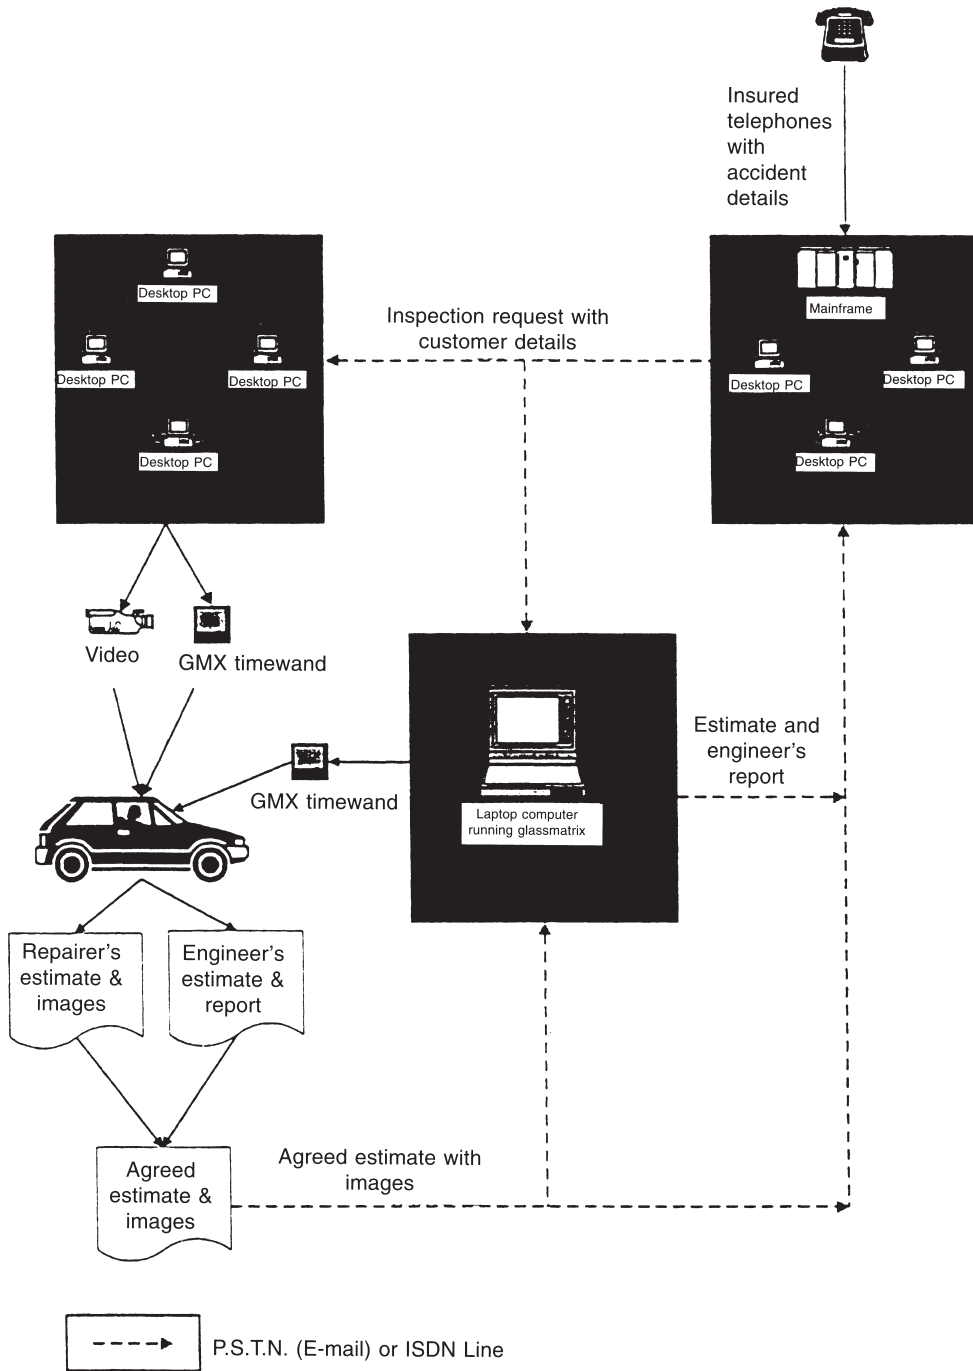 Insured
telephones
with
accident
details
Desktop PC
Desktop PC
Desktop PC
Desktop PC
Inspection request with
customer details
Mainframe
Desktop PC
Desktop PC
Desktop PC
Video
GMX timewand
GMX timewand
Laptop computer
running glassmatrix
Estimate and
engineer's
report
Repairer's
estimate &
images
Engineer's
estimate &
report
Agreed
estimate &
images
Agreed estimate with
images
P.S.T.N. (E-mail) or ISDN Line